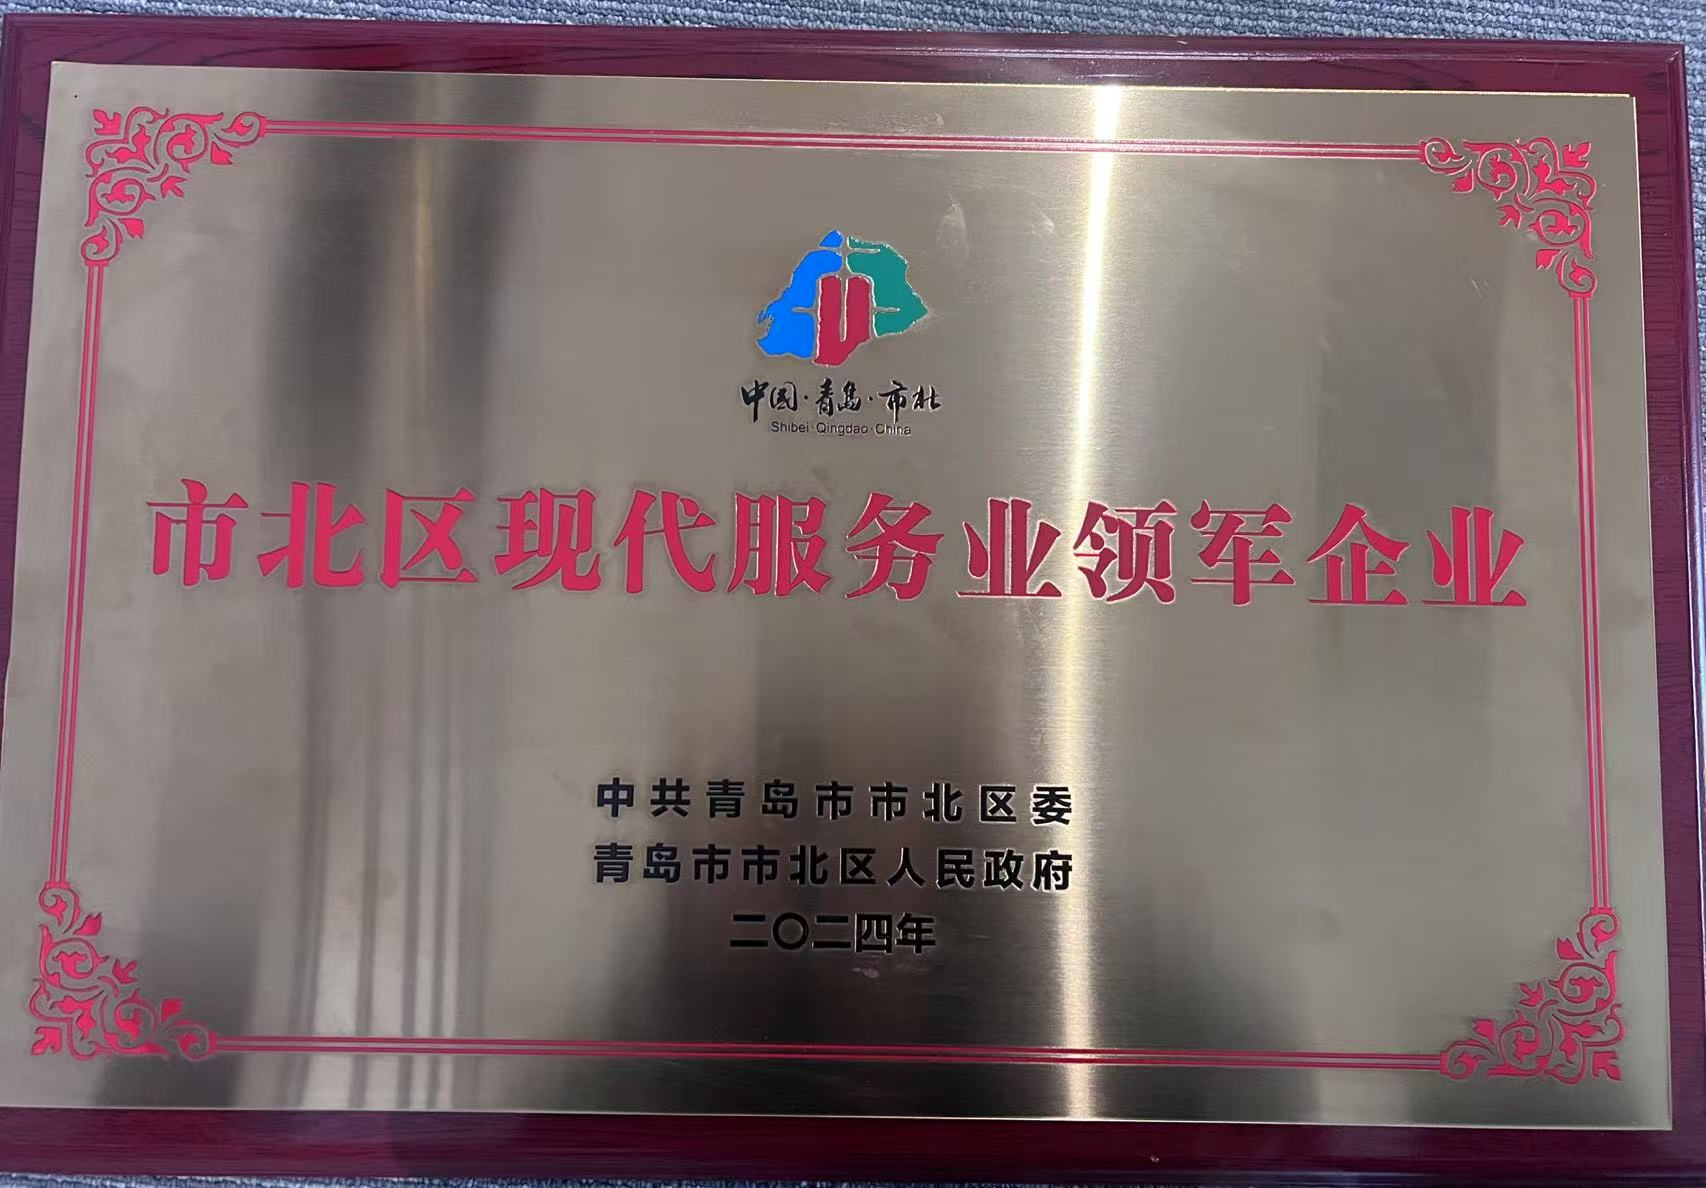 中国·青岛·市北
Shibei·Qingdao·China
市北区现代服务业领军企业
中共青岛市市北区委
青岛市市北区人民政府
二〇二四年